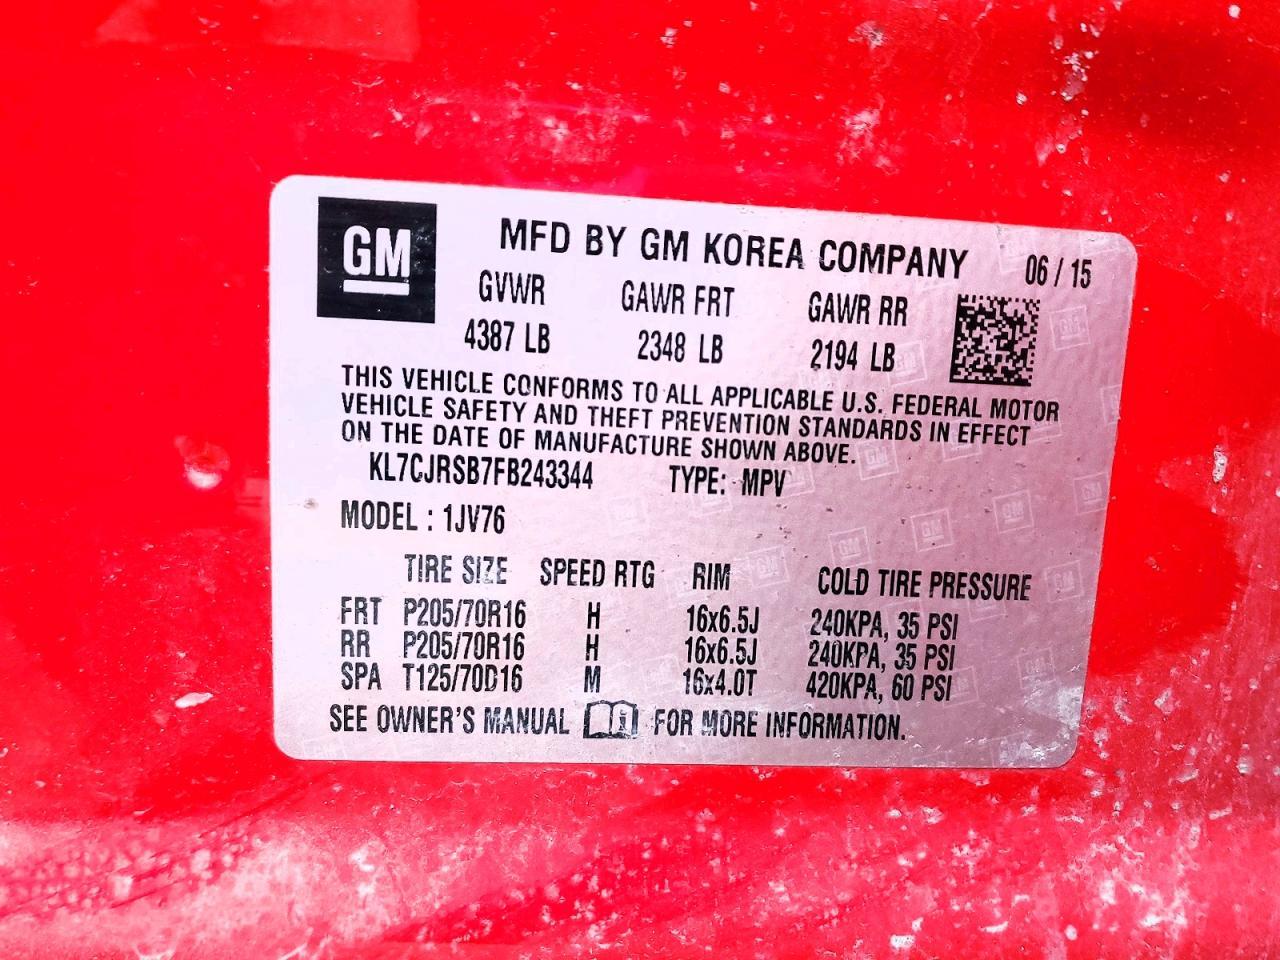 GM
MFD BY GM KOREA COMPANY 06 / 15
GVWR GAWR FRT GAWR RR
4387 LB 2348 LB 2194 LB
THIS VEHICLE CONFORMS TO ALL APPLICABLE U.S. FEDERAL MOTOR
VEHICLE SAFETY AND THEFT PREVENTION STANDARDS IN EFFECT
ON THE DATE OF MANUFACTURE SHOWN ABOVE.
KL7CJRSB7FB243344 TYPE: MPV
MODEL : 1JV76
TIRE SIZE SPEED RTG RIM COLD TIRE PRESSURE
FRT P205/70R16 H 16x6.5J 240KPA, 35 PSI
RR P205/70R16 H 16x6.5J 240KPA, 35 PSI
SPA T125/70D16 M 16x4.0T 420KPA, 60 PSI
SEE OWNER'S MANUAL FOR MORE INFORMATION.